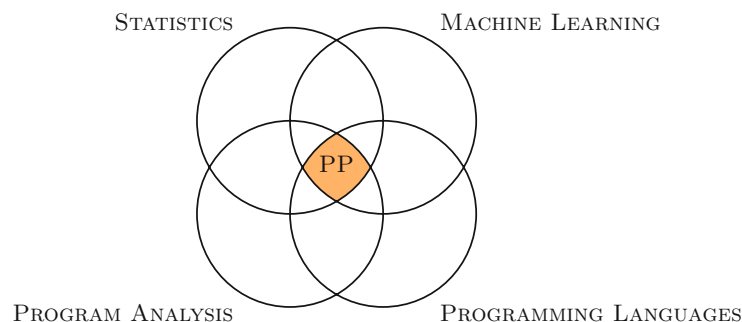 Statistics
Machine Learning
PP
Program Analysis
Programming Languages